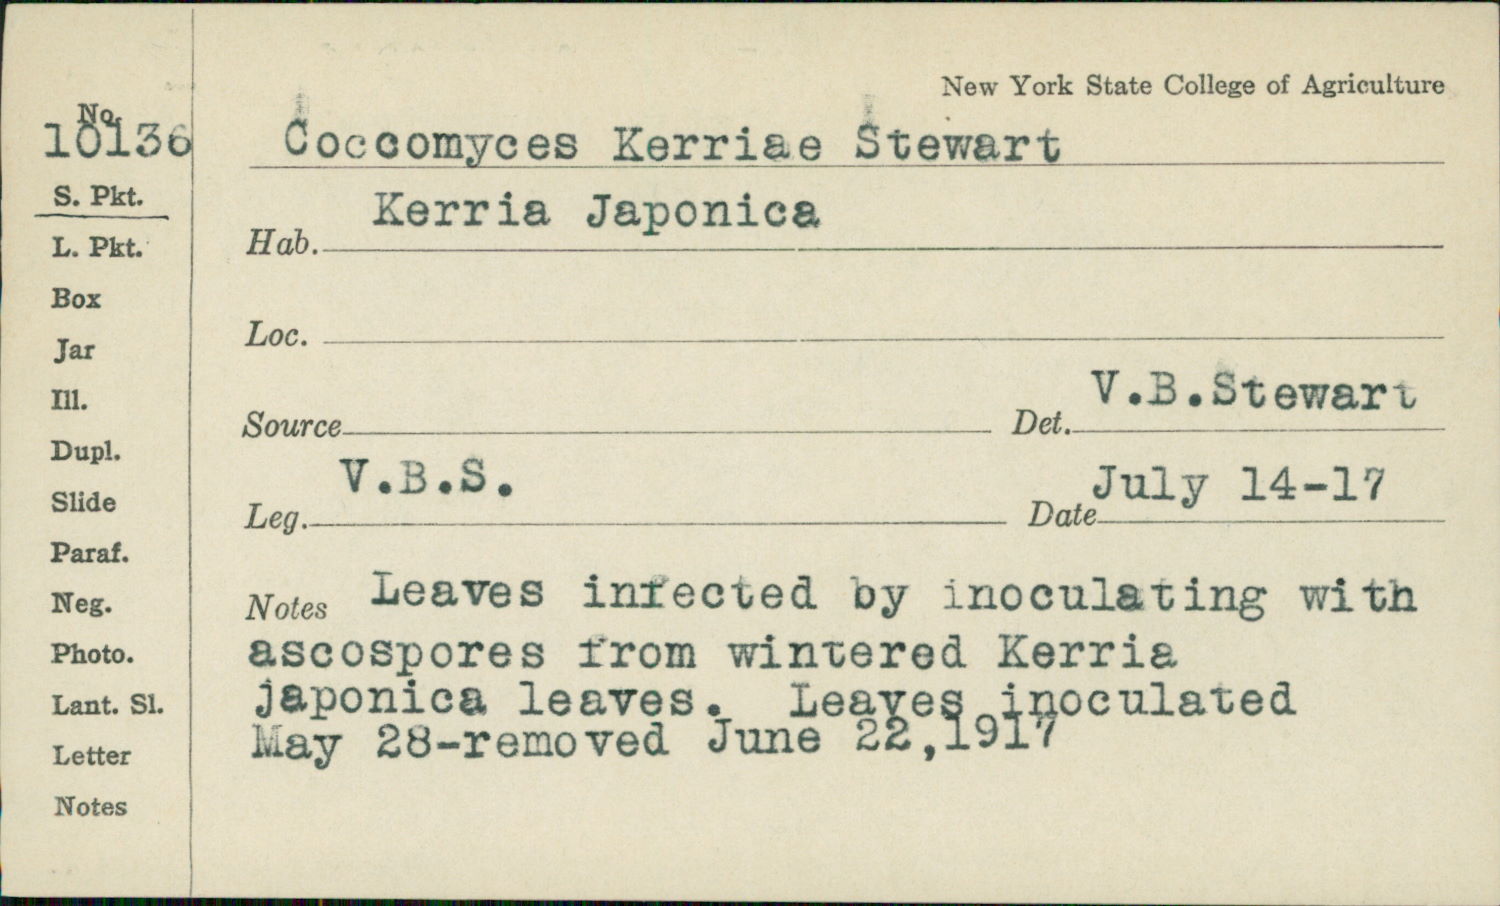 New York State College of Agriculture
No.
10136
Coccomyces Kerriae Stewart
S. Pkt.
Hab. Kerria Japonica
L. Pkt.
Box
Loc.
Jar
Ill.
Source
Det. V.B.Stewart
Dupl.
Slide
Leg. V.B.S.
Date July 14-17
Paraf.
Neg.
Photo.
Lant. Sl.
Letter
Notes
Notes Leaves infected by inoculating with
ascospores from wintered Kerria
japonica leaves. Leaves inoculated
May 28-removed June 22,1917